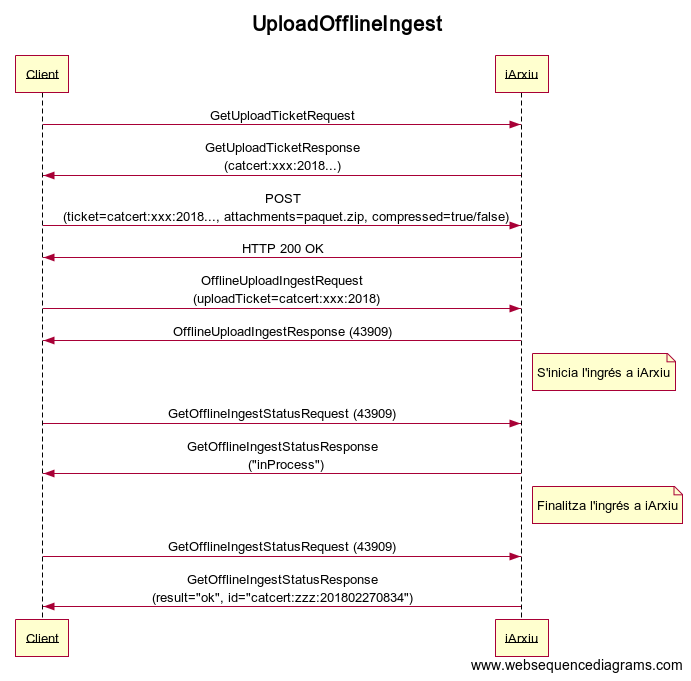 UploadOfflineIngest
Client
iArxiu
GetUploadTicketRequest
GetUploadTicketResponse
(catcert:xxx:2018...)
POST
(ticket=catcert:xxx:2018..., attachments=paquet.zip, compressed=true/false)
HTTP 200 OK
OfflineUploadIngestRequest
(uploadTicket=catcert:xxx:2018)
OfflineUploadIngestResponse (43909)
S'inicia l'ingrés a iArxiu
GetOfflineIngestStatusRequest (43909)
GetOfflineIngestStatusResponse
("inProcess")
Finalitza l'ingrés a iArxiu
GetOfflineIngestStatusRequest (43909)
GetOfflineIngestStatusResponse
(result="ok", id="catcert:zzz:201802270834")
Client
iArxiu
www.websequencediagrams.com